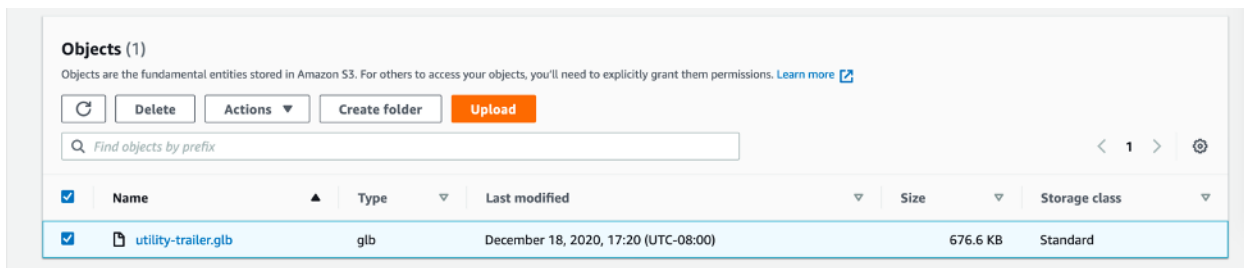 Objects (1)
Objects are the fundamental entities stored in Amazon S3. For others to access your objects, you'll need to explicitly grant them permissions. Learn more
Delete Actions Create folder Upload
Find objects by prefix 1
Name Type Last modified Size Storage class
utility-trailer.glb glb December 18, 2020, 17:20 (UTC-08:00) 676.6 KB Standard